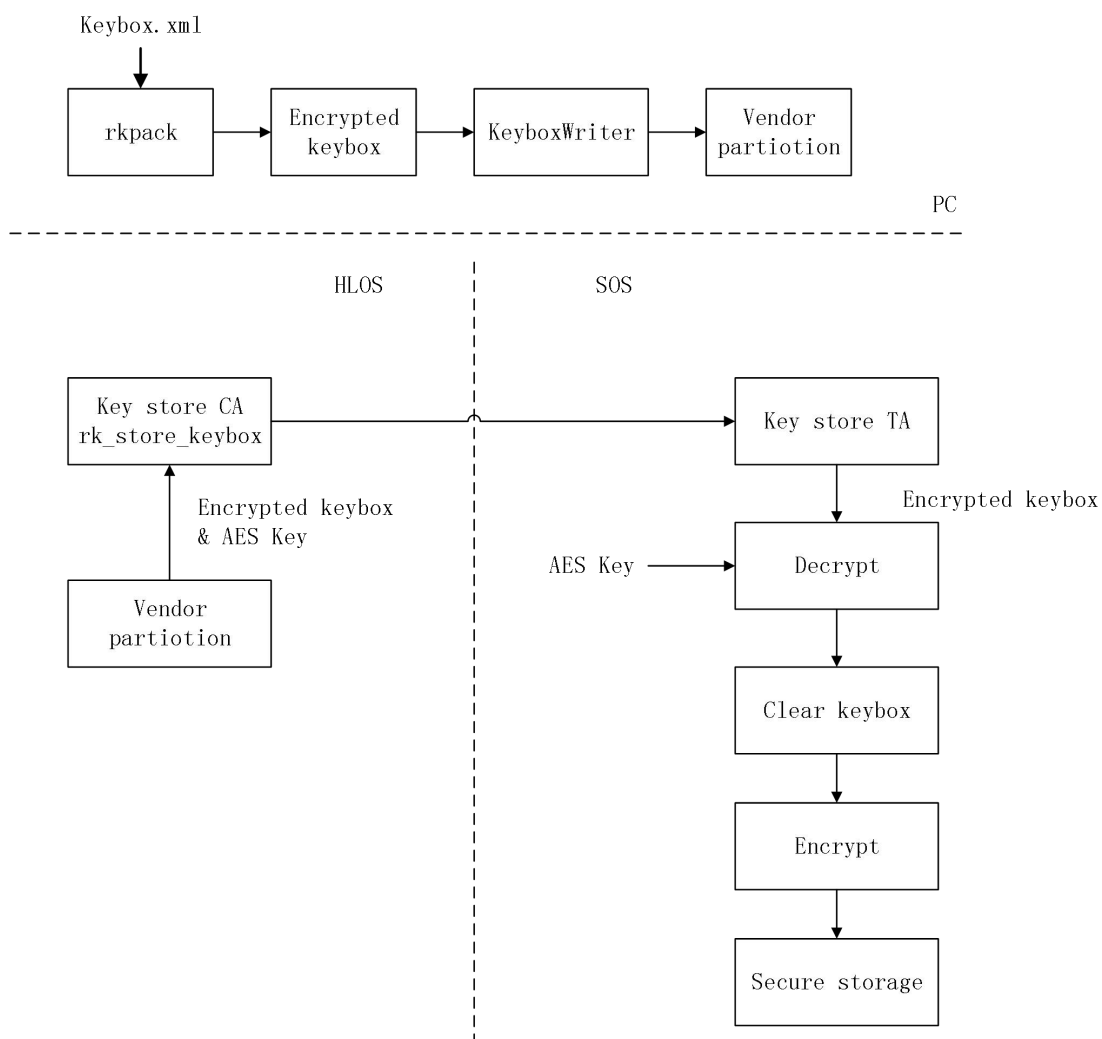 Keybox.xml
rkpack
Encrypted
keybox
KeyboxWriter
Vendor
partiotion
PC
HLOS
SOS
Key store CA
rk_store_keybox
Key store TA
Encrypted keybox
& AES Key
Encrypted keybox
AES Key
Decrypt
Vendor
partiotion
Clear keybox
Encrypt
Secure storage